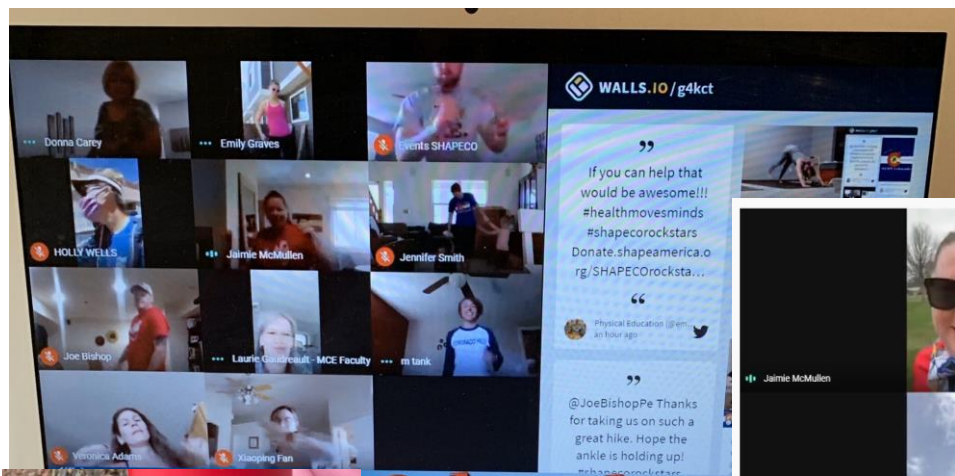 Donna Carey
Emily Graves
Events SHAPECO
HOLLY WELLS
Jaimie McMullen
Jennifer Smith
Joe Bishop
Laurie Gaudreault - MCE Faculty
m tank
Veronica Adams
Xiaoping Fan
WALLS.IO/g4kct
”
If you can help that
would be awesome!!!
#healthmovesminds
#shapecorockstars
Donate.shapeamerica.o
rg/SHAPECOrocksta...
“
Physical Education
an hour ago
”
@JoeBishopPe Thanks
for taking us on such a
great hike. Hope the
ankle is holding up!
#shapecorockstars
Jaimie McMullen